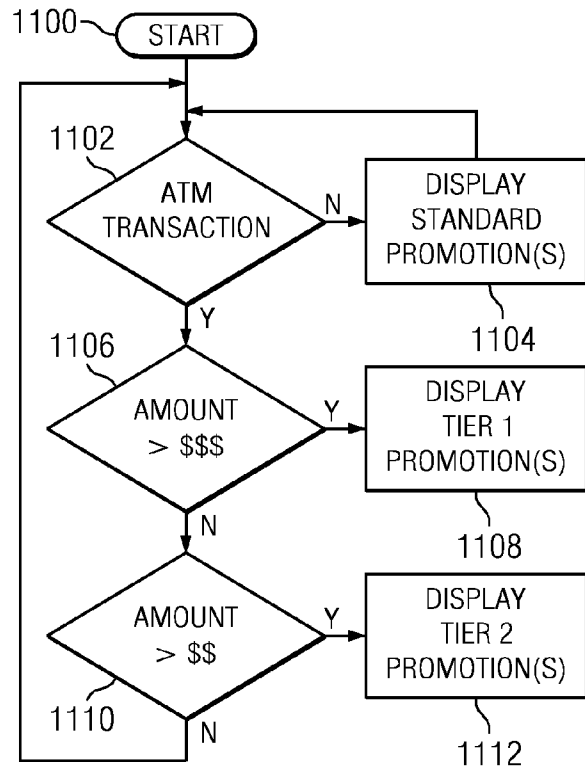 1100
START
1102
ATM
TRANSACTION
N
DISPLAY
STANDARD
PROMOTION(S)
1104
Y
1106
AMOUNT
> $$$
Y
DISPLAY
TIER 1
PROMOTION(S)
1108
N
AMOUNT
> $$
Y
DISPLAY
TIER 2
PROMOTION(S)
1110
N
1112